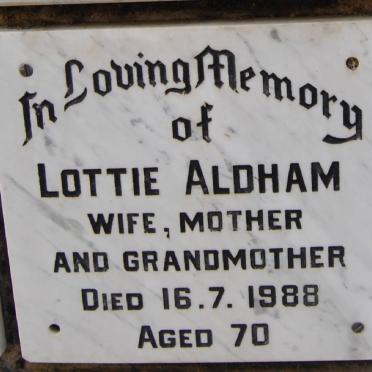 In Loving Memory
of
LOTTIE ALDHAM
WIFE, MOTHER
AND GRANDMOTHER
DIED 16.7.1988
AGED 70